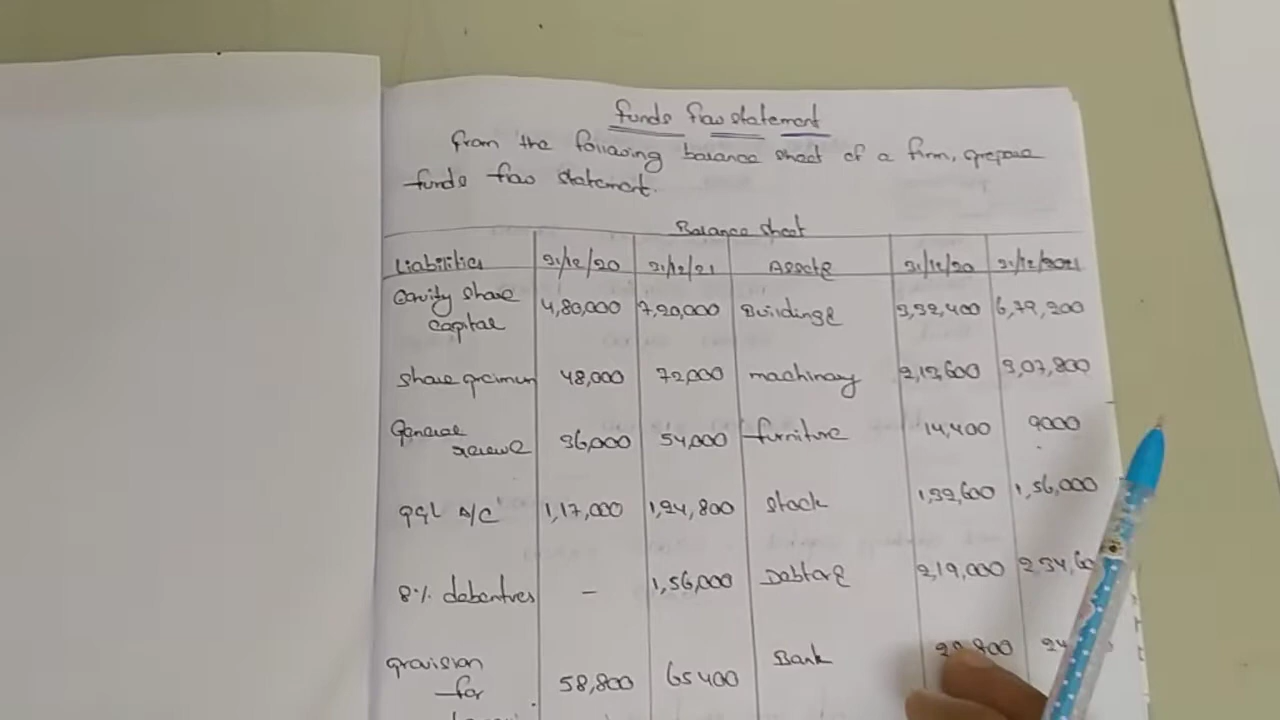 Funds flow statement
from the following balance sheet of a firm, prepare
funds flow statement.
Balance sheet
Liabilities 31/12/20 31/12/21 Assets 31/12/20 31/12/2021
Equity share capital 4,80,000 7,20,000 Buildings 3,32,400 6,79,200
share premium 48,000 72,000 machinary 2,13,600 3,07,800
General reserve 36,000 54,000 furniture 14,400 9000
P&L A/C 1,17,000 1,24,800 Stock 1,32,600 1,56,000
8% debentures – 1,56,000 Debtors 2,19,000
provision for 58,800 65400 Bank